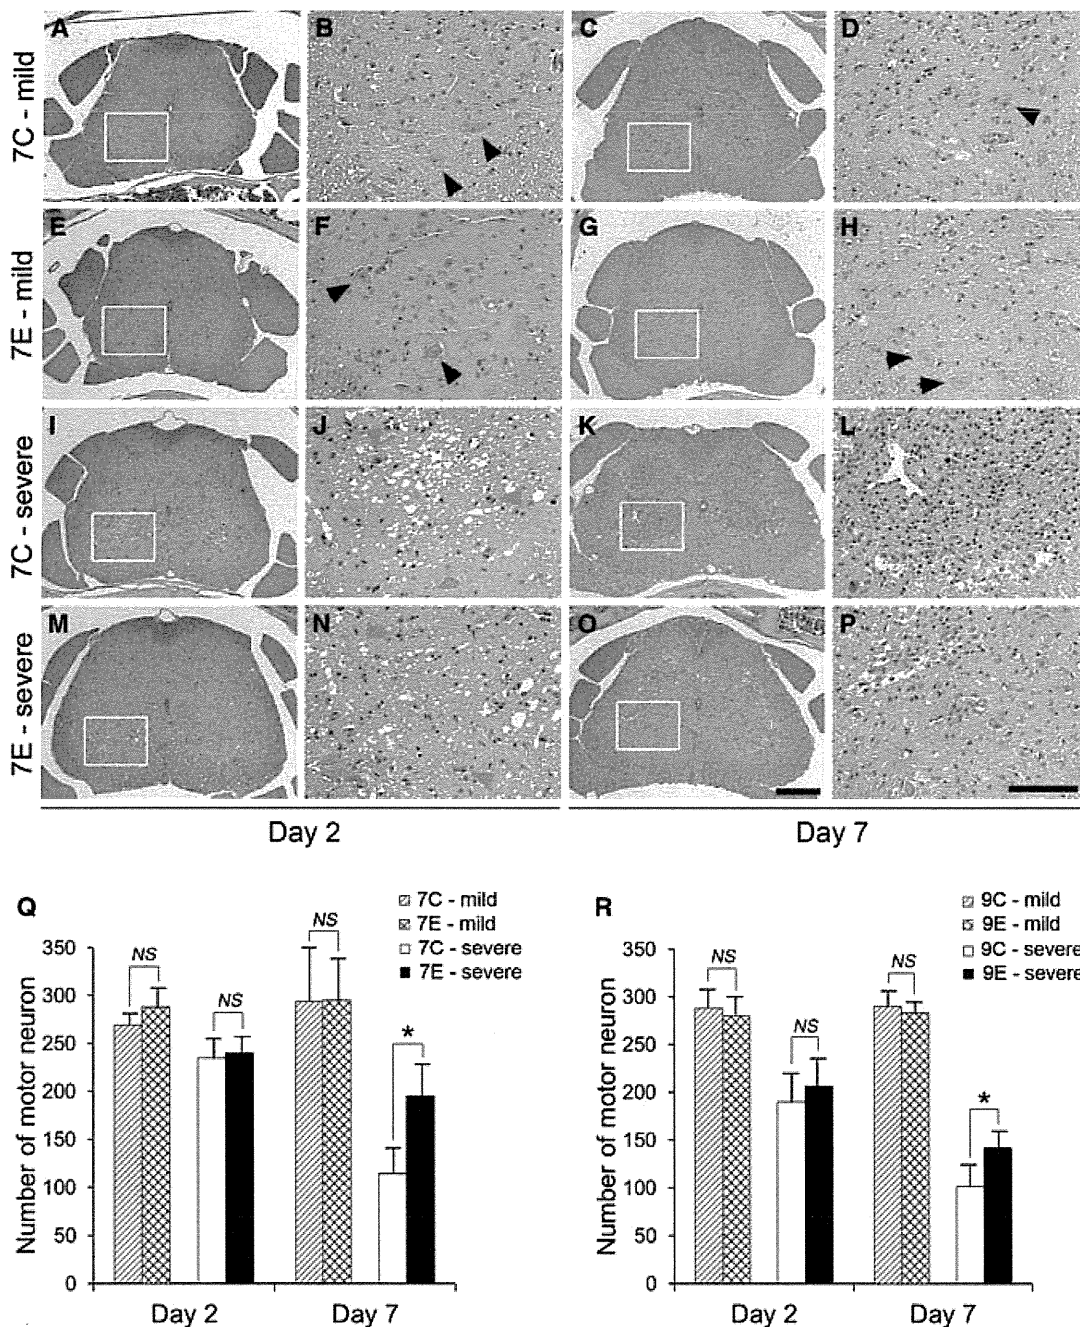 A B C D
7C - mild
E F G H
7E - mild
I J K L
7C - severe
M N O P
7E - severe
Day 2 Day 7
Q
7C - mild
7E - mild
7C - severe
7E - severe
Number of motor neuron
350
300
250
200
150
100
50
0
NS
NS
NS
*
Day 2 Day 7
R
9C - mild
9E - mild
9C - severe
9E - severe
Number of motor neuron
350
300
250
200
150
100
50
0
NS
NS
NS
*
Day 2 Day 7